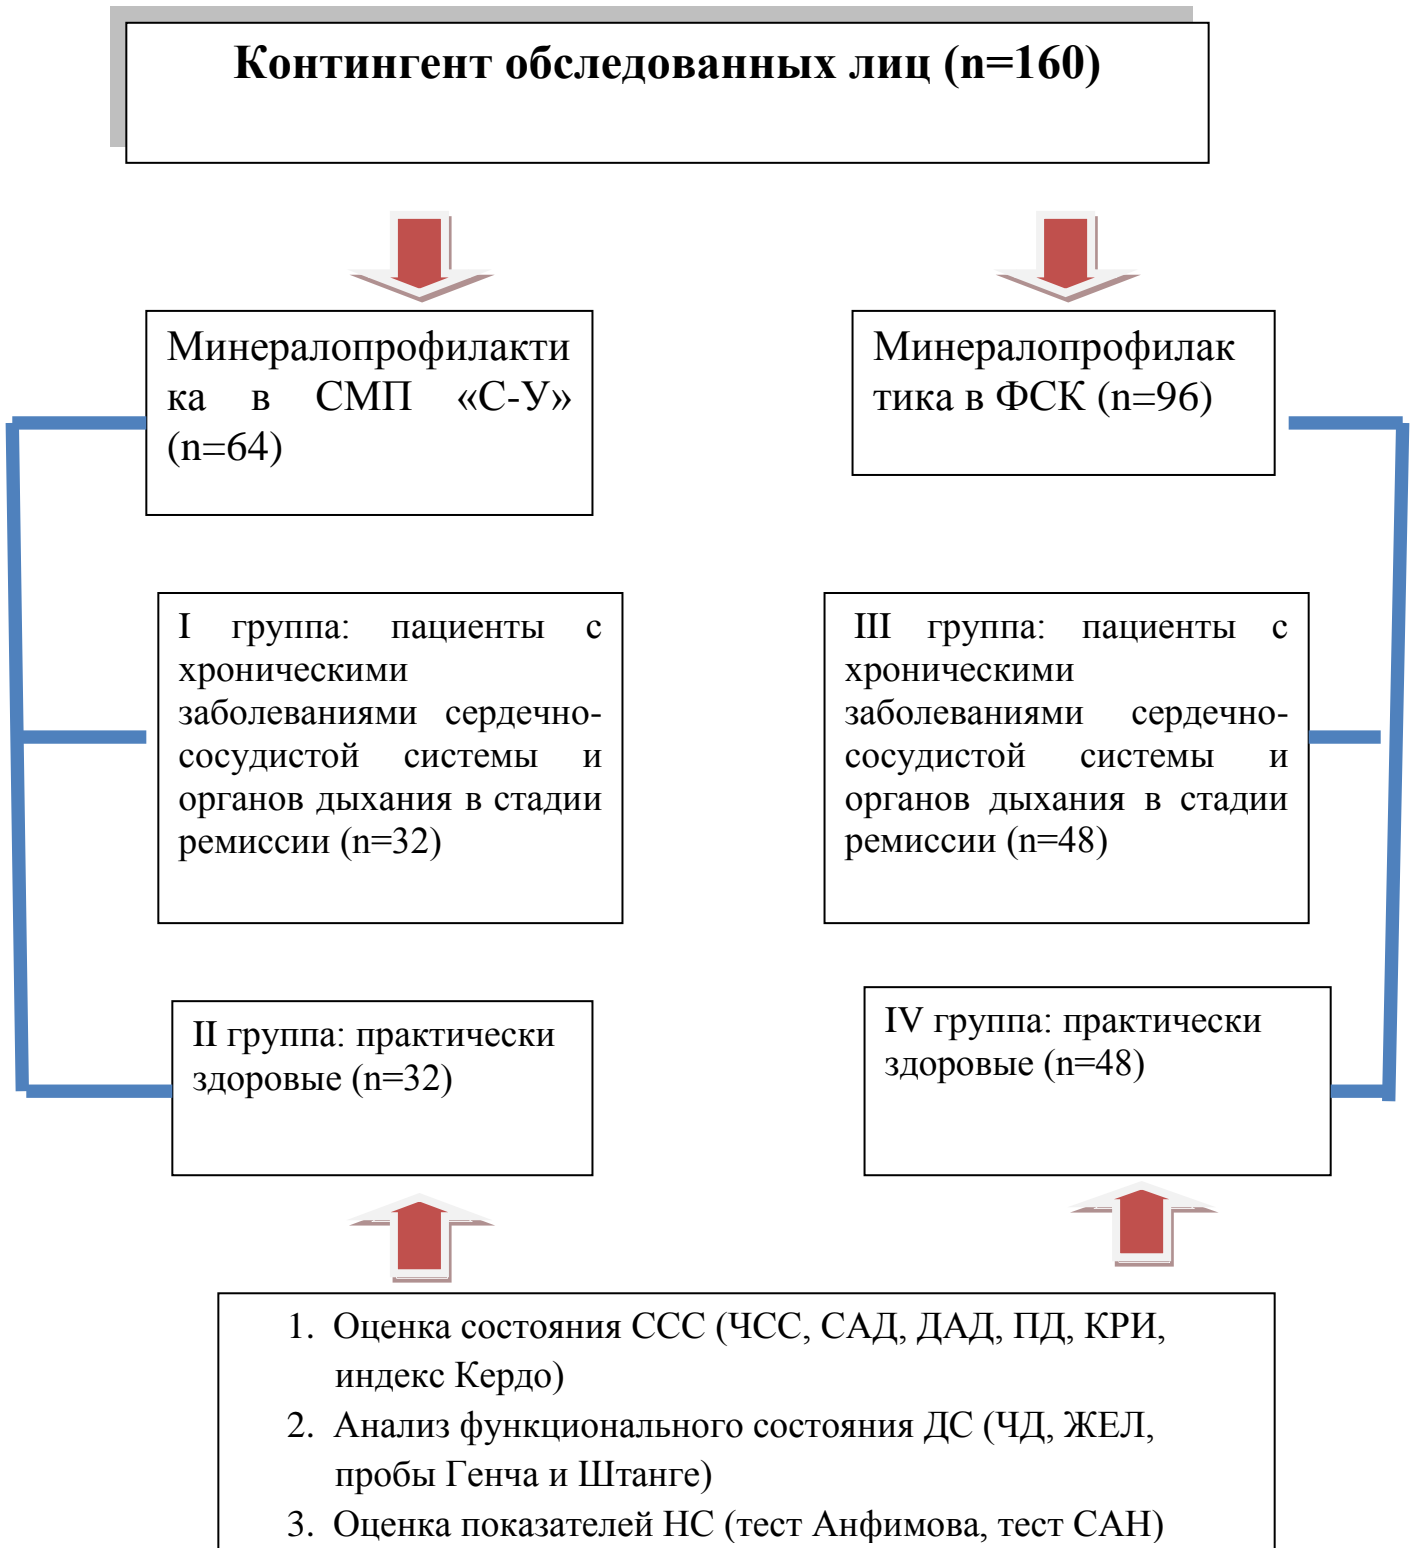 Контингент обследованных лиц (n=160)
Минералопрофилакти
ка в СМП «С-У»
(n=64)
Минералопрофилак
тика в ФСК (n=96)
I группа: пациенты с
хроническими
заболеваниями сердечно-
сосудистой системы и
органов дыхания в стадии
ремиссии (n=32)
III группа: пациенты с
хроническими
заболеваниями сердечно-
сосудистой системы и
органов дыхания в стадии
ремиссии (n=48)
II группа: практически
здоровые (n=32)
IV группа: практически
здоровые (n=48)
1. Оценка состояния ССС (ЧСС, САД, ДАД, ПД, КРИ,
индекс Кердо)
2. Анализ функционального состояния ДС (ЧД, ЖЕЛ,
пробы Генча и Штанге)
3. Оценка показателей НС (тест Анфимова, тест САН)